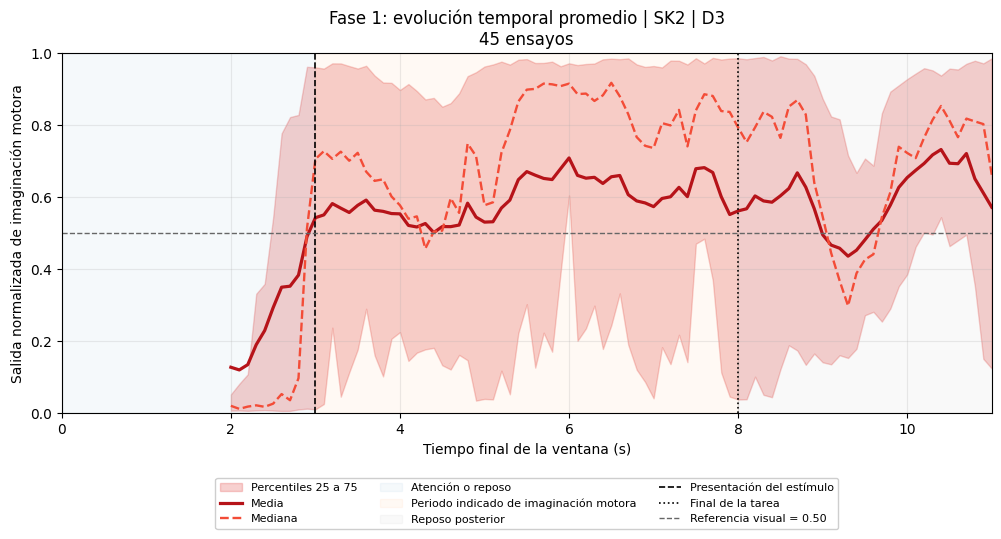 Fase 1: evolución temporal promedio | SK2 | D3
45 ensayos
Salida normalizada de imaginación motora
1.0
0.8
0.6
0.4
0.2
0.0
0 2 4 6 8 10
Tiempo final de la ventana (s)
Percentiles 25 a 75
Media
Mediana
Atención o reposo
Periodo indicado de imaginación motora
Reposo posterior
Presentación del estímulo
Final de la tarea
Referencia visual = 0.50